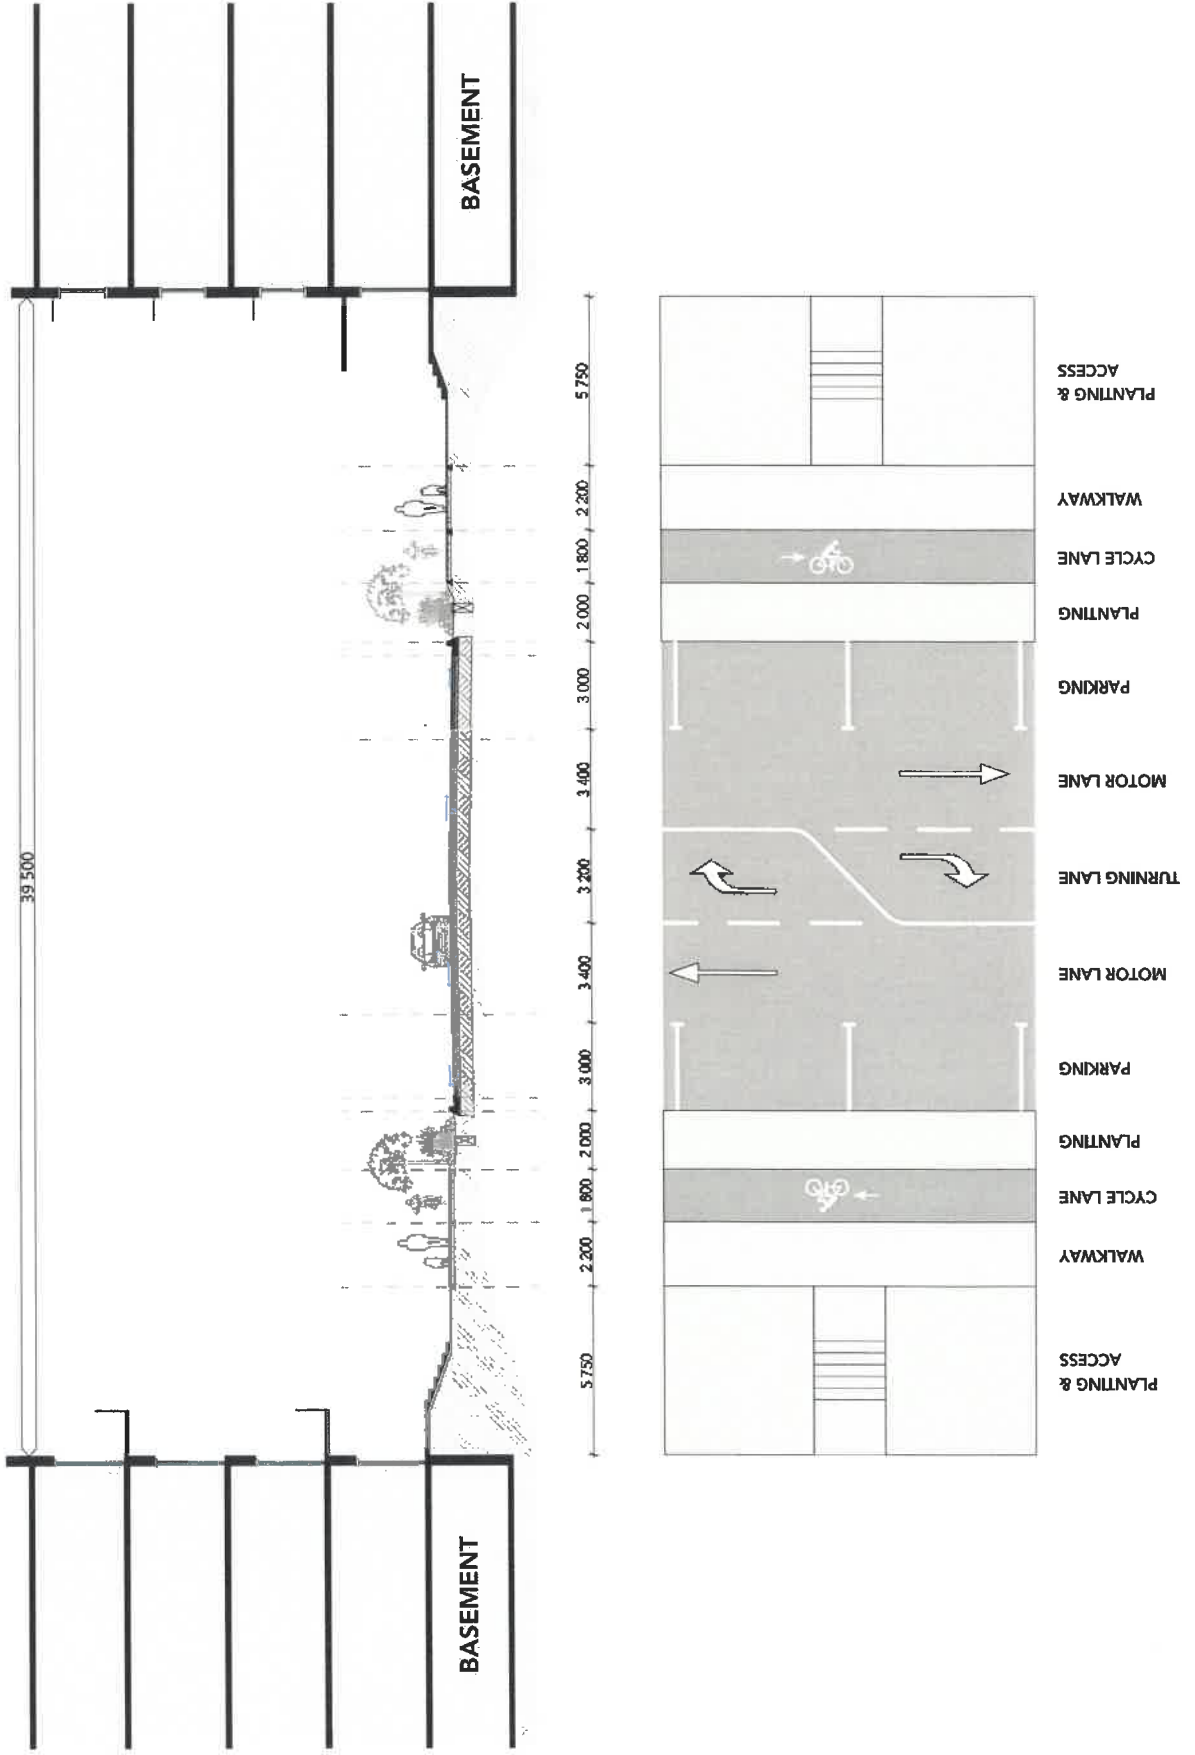 BASEMENT
BASEMENT
39 500
5 750
2 200
1 800
2 000
3 000
3 400
3 200
3 400
3 000
2 000
1 800
2 200
5 750
PLANTING &
ACCESS
WALKWAY
CYCLE LANE
PLANTING
PARKING
MOTOR LANE
TURNING LANE
MOTOR LANE
PARKING
PLANTING
CYCLE LANE
WALKWAY
PLANTING &
ACCESS